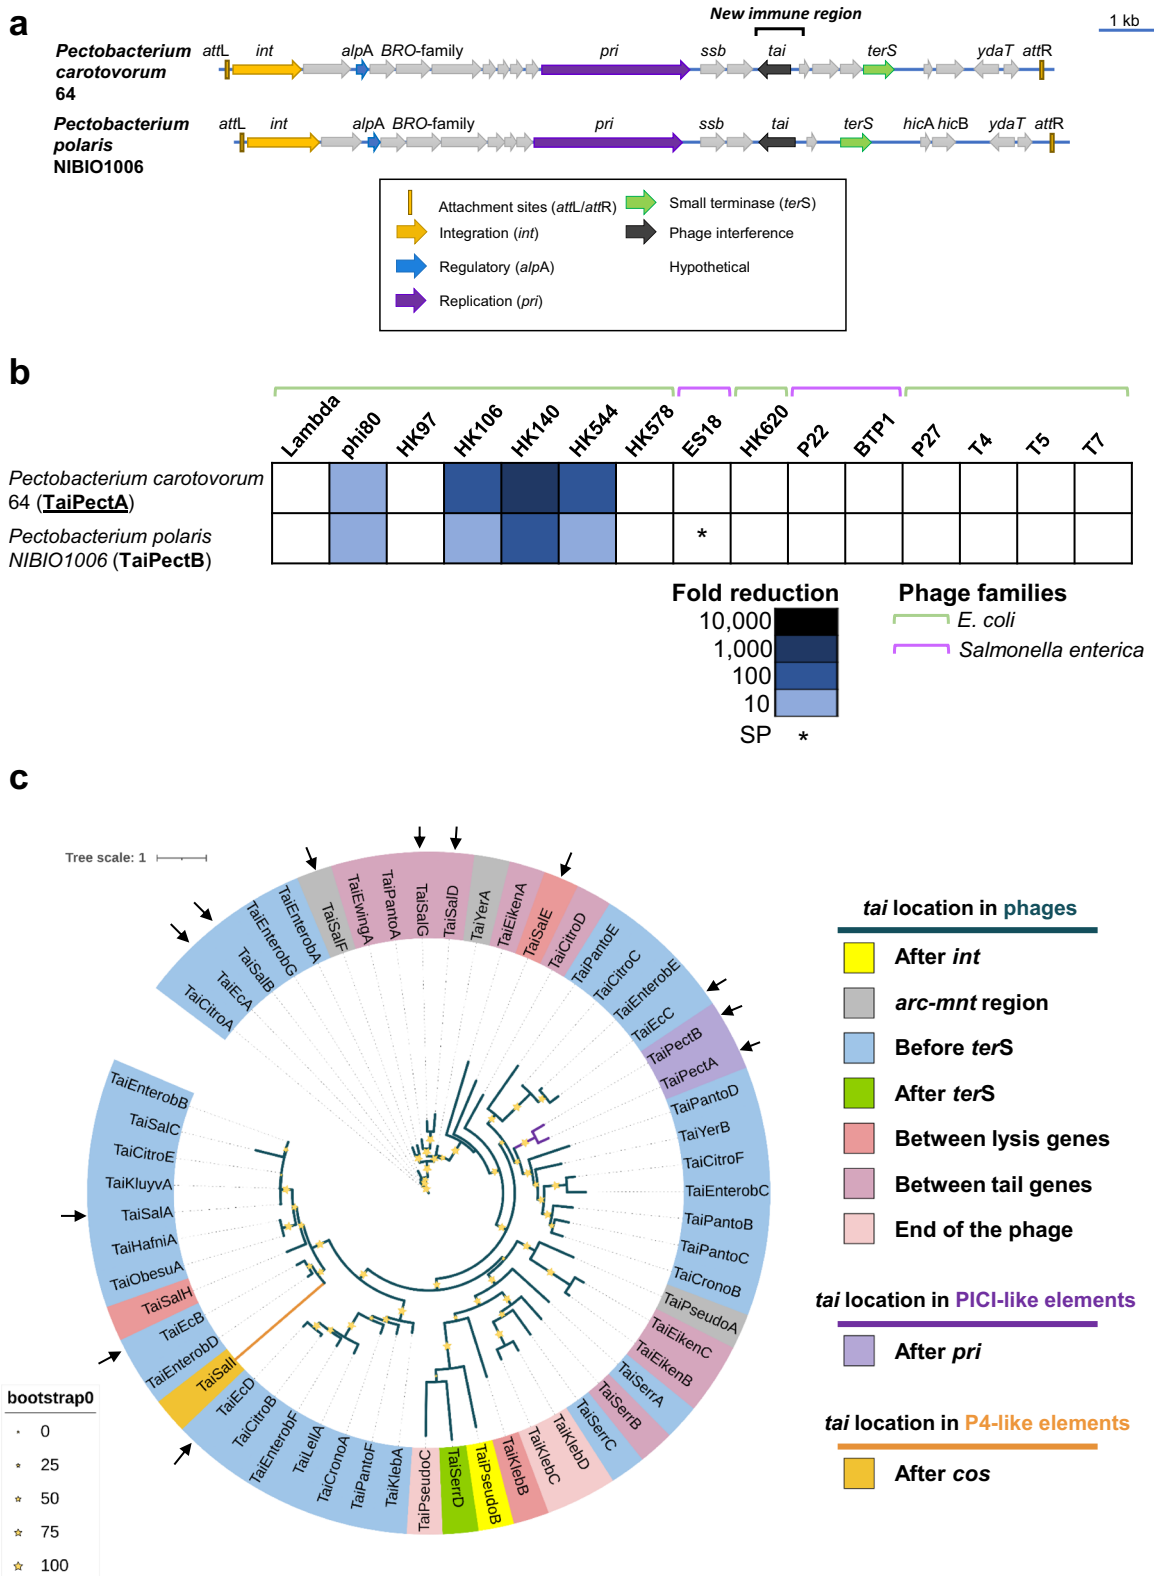 a
New immune region
1 kb
Pectobacterium carotovorum 64
attL int alpA BRO-family pri ssb tai terS ydaT attR
Pectobacterium polaris NIBIO1006
attL int alpA BRO-family pri ssb tai terS hicA hicB ydaT attR
Attachment sites (attL/attR)
Small terminase (terS)
Integration (int)
Phage interference
Regulatory (alpA)
Hypothetical
Replication (pri)
b
Lambda phi80 HK97 HK106 HK140 HK544 HK578 ES18 HK620 P22 BTP1 P27 T4 T5 T7
Pectobacterium carotovorum
64 (TaiPectA)
Pectobacterium polaris
NIBIO1006 (TaiPectB)
*
Fold reduction
10,000
1,000
100
10
SP *
Phage families
E. coli
Salmonella enterica
c
Tree scale: 1
TaiCitroA
TaiEcA
TaiSalB
TaiEnterobG
TaiEnterobA
TaiSalF
TaiEwingA
TaiPantoA
TaiSalG
TaiSalD
TaiYerA
TaiEikenA
TaiSalE
TaiCitroD
TaiPantoE
TaiCitroC
TaiEnterobE
TaiEcC
TaiPectB
TaiPectA
TaiPantoD
TaiYerB
TaiCitroF
TaiEnterobC
TaiPantoB
TaiPantoC
TaiCronoB
TaiPseudoA
TaiEikenC
TaiEikenB
TaiSerrA
TaiSerrB
TaiSerrC
TaiKlebD
TaiKlebC
TaiKlebB
TaiPseudoB
TaiSerrD
TaiPseudoC
TaiKlebA
TaiPantoF
TaiCronoA
TaiLellA
TaiEnterobF
TaiCitroB
TaiEcD
TaiSalI
TaiEnterobD
TaiEcB
TaiSalH
TaiObesuA
TaiHafniA
TaiSalA
TaiKluyvA
TaiCitroE
TaiSalC
TaiEnterobB
tai location in phages
After int
arc-mnt region
Before terS
After terS
Between lysis genes
Between tail genes
End of the phage
tai location in PICI-like elements
After pri
tai location in P4-like elements
After cos
bootstrap0
0
25
50
75
100